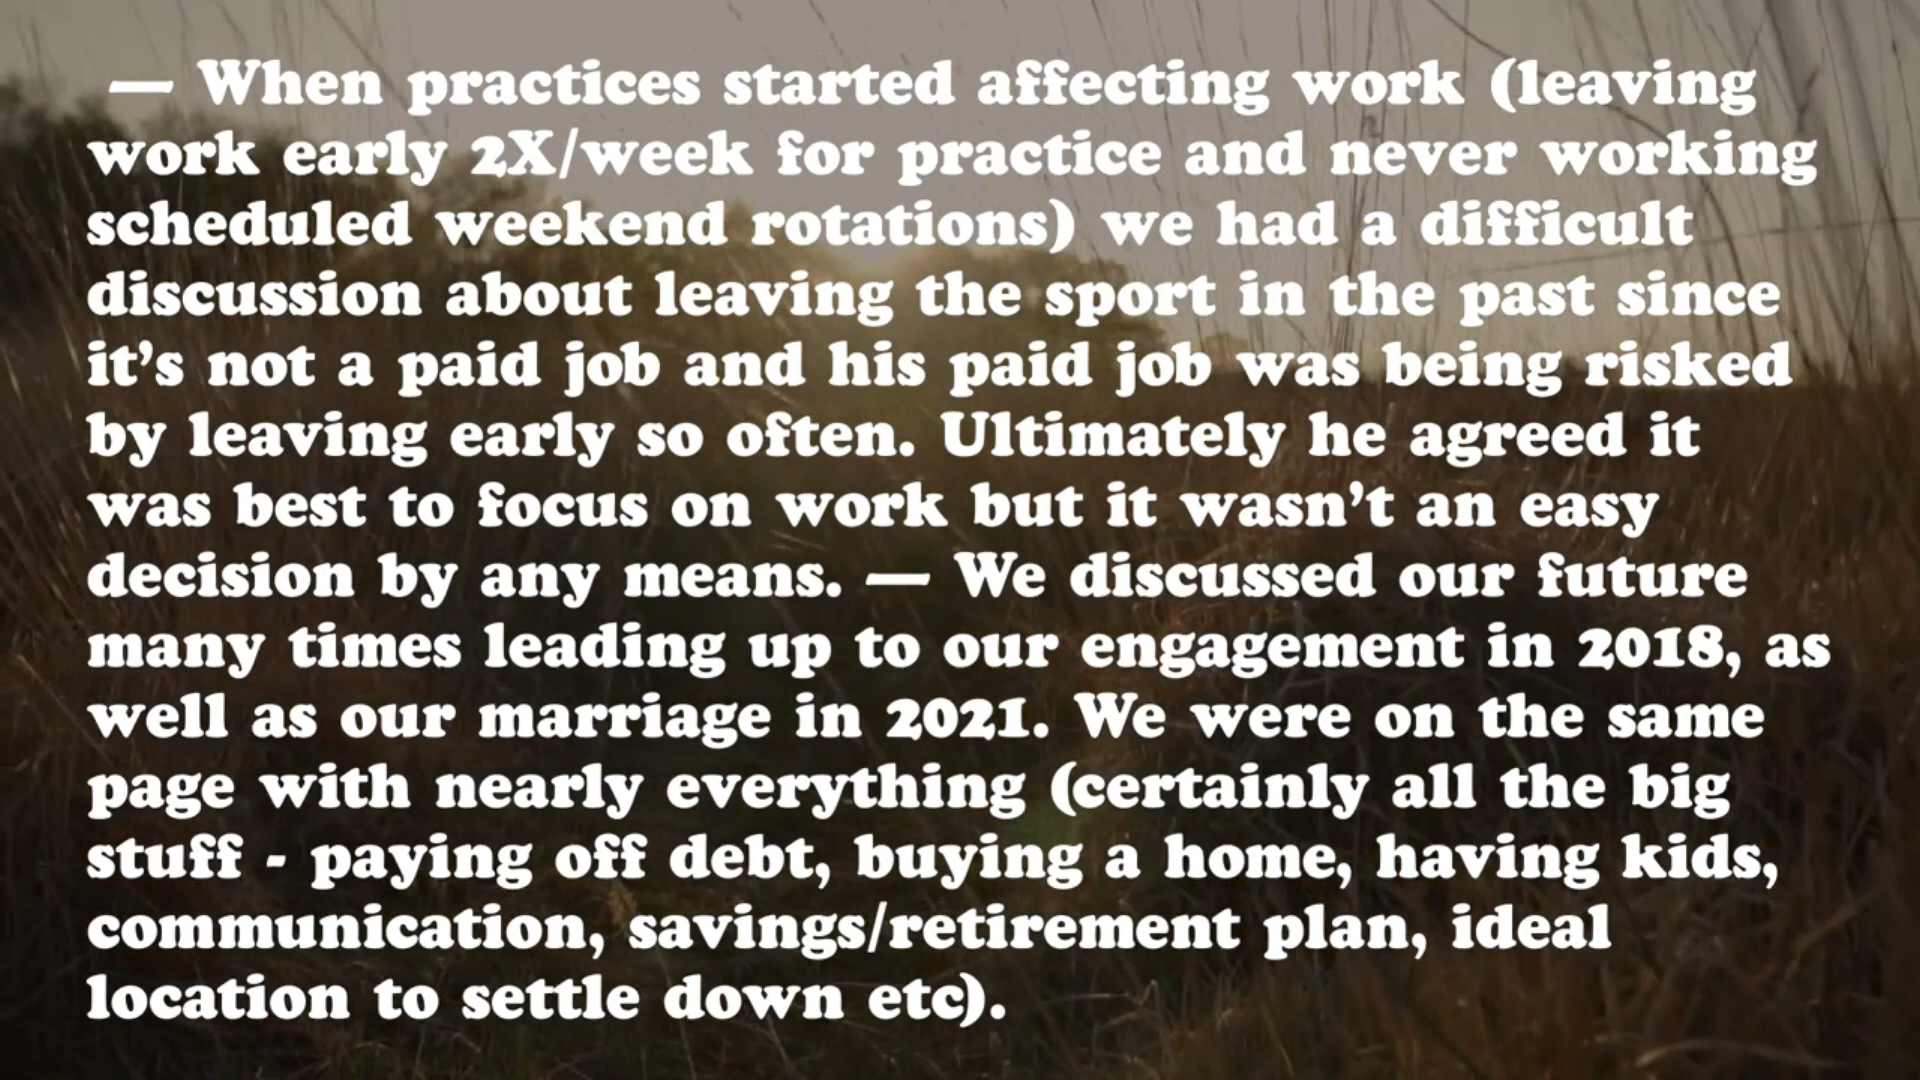 — When practices started affecting work (leaving
work early 2X/week for practice and never working
scheduled weekend rotations) we had a difficult
discussion about leaving the sport in the past since
it’s not a paid job and his paid job was being risked
by leaving early so often. Ultimately he agreed it
was best to focus on work but it wasn’t an easy
decision by any means. — We discussed our future
many times leading up to our engagement in 2018, as
well as our marriage in 2021. We were on the same
page with nearly everything (certainly all the big
stuff - paying off debt, buying a home, having kids,
communication, savings/retirement plan, ideal
location to settle down etc).